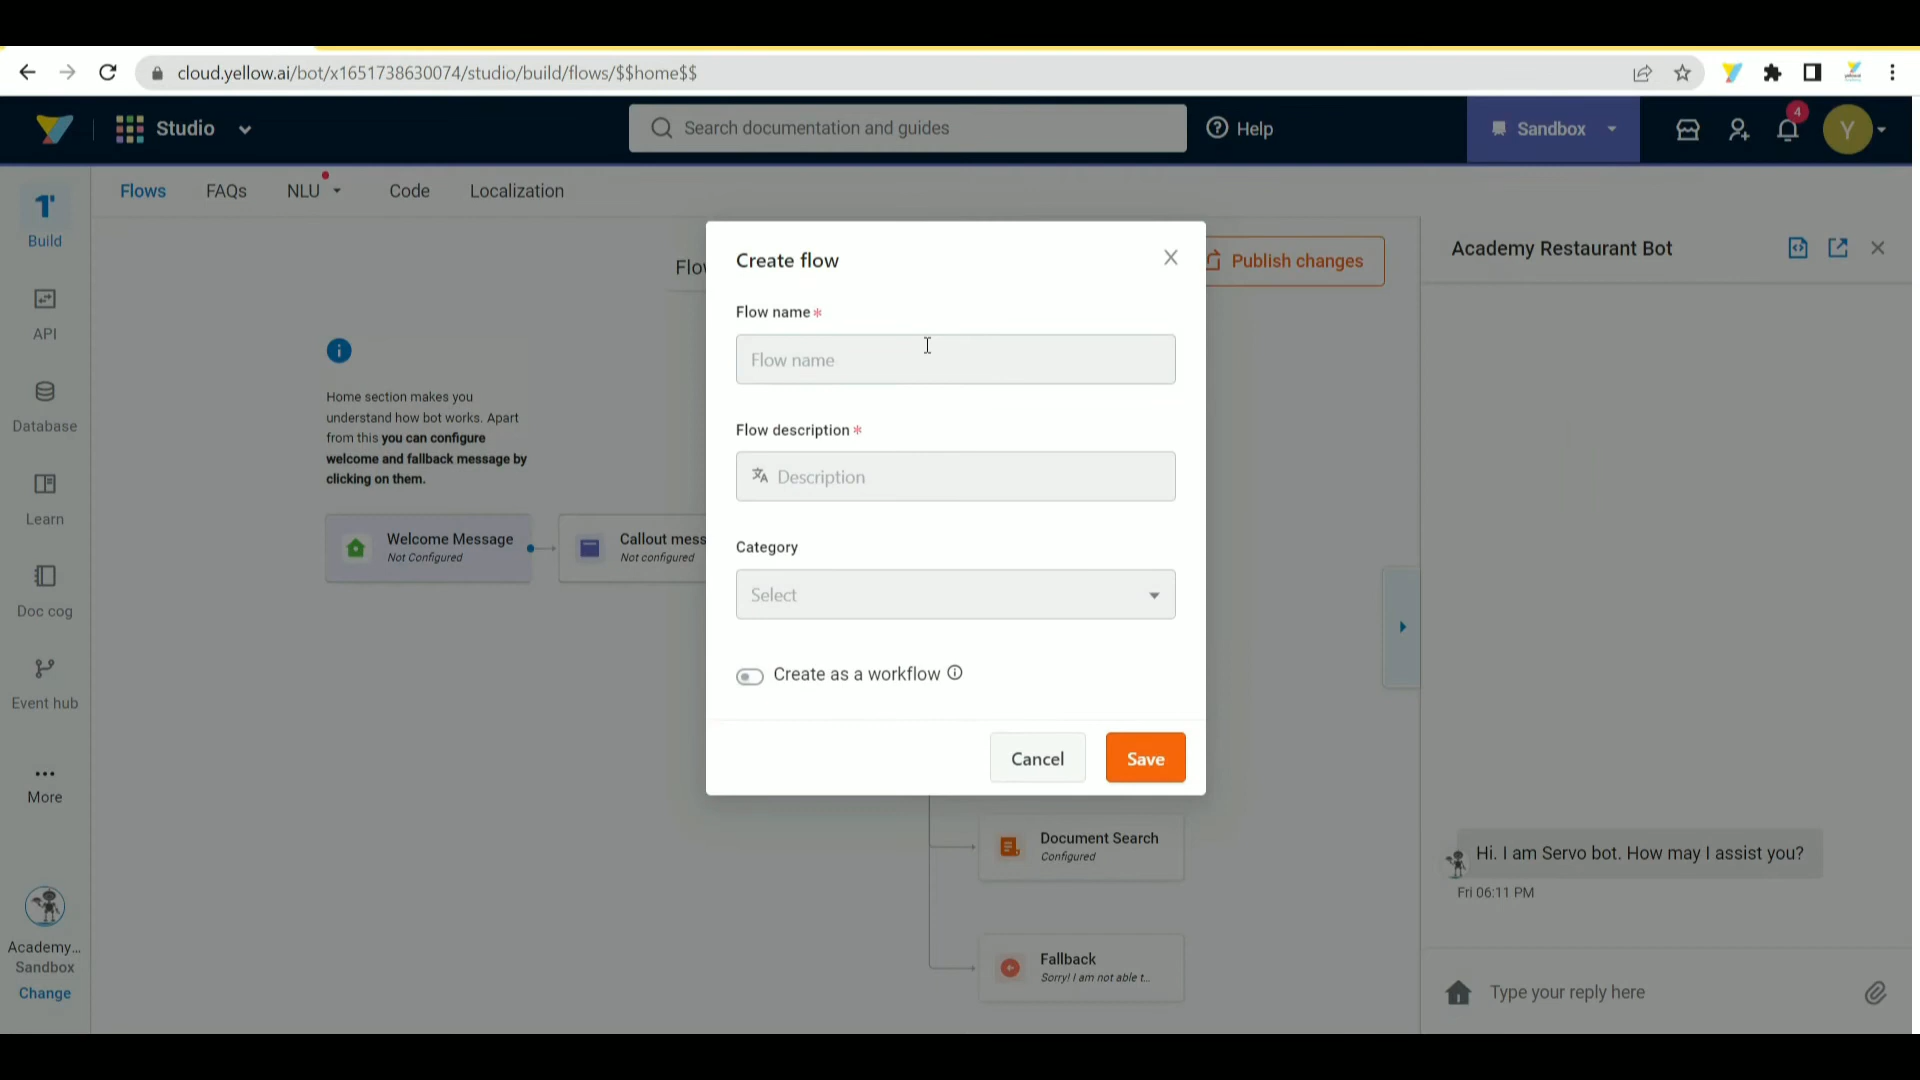 cloud.yellow.ai/bot/x1651738630074/studio/build/flows/$$home$$
Studio
Search documentation and guides
Help
Sandbox
4
Y
Flows
FAQs
NLU
Code
Localization
Build
API
Database
Learn
Doc cog
Event hub
More
Academy...
Sandbox
Change
Home section makes you
understand how bot works. Apart
from this you can configure
welcome and fallback message by
clicking on them.
Welcome Message
Not Configured
Callout mess
Not configured
Flo
Publish changes
Create flow
Flow name*
Flow name
Flow description*
Description
Category
Select
Create as a workflow
Cancel
Save
Document Search
Configured
Fallback
Sorry! I am not able t...
Academy Restaurant Bot
Hi. I am Servo bot. How may I assist you?
Fri 06:11 PM
Type your reply here